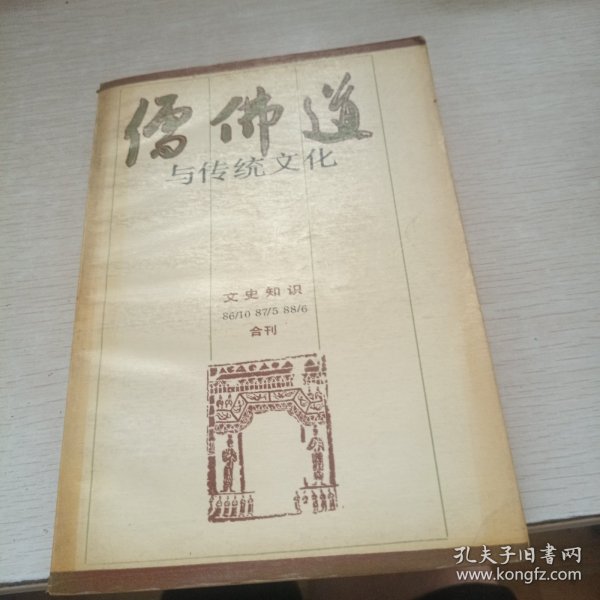 儒佛道
与传统文化
文史知识
86/10 87/5 88/6
合刊
孔夫子旧书网
www.kongfz.com